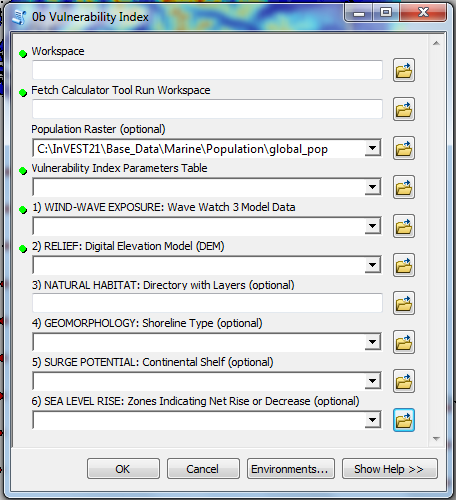 0b Vulnerability Index
Workspace
Fetch Calculator Tool Run Workspace
Population Raster (optional)
C:\InVEST21\Base_Data\Marine\Population\global_pop
Vulnerability Index Parameters Table
1) WIND-WAVE EXPOSURE: Wave Watch 3 Model Data
2) RELIEF: Digital Elevation Model (DEM)
3) NATURAL HABITAT: Directory with Layers (optional)
4) GEOMORPHOLOGY: Shoreline Type (optional)
5) SURGE POTENTIAL: Continental Shelf (optional)
6) SEA LEVEL RISE: Zones Indicating Net Rise or Decrease (optional)
OK Cancel Environments... Show Help >>